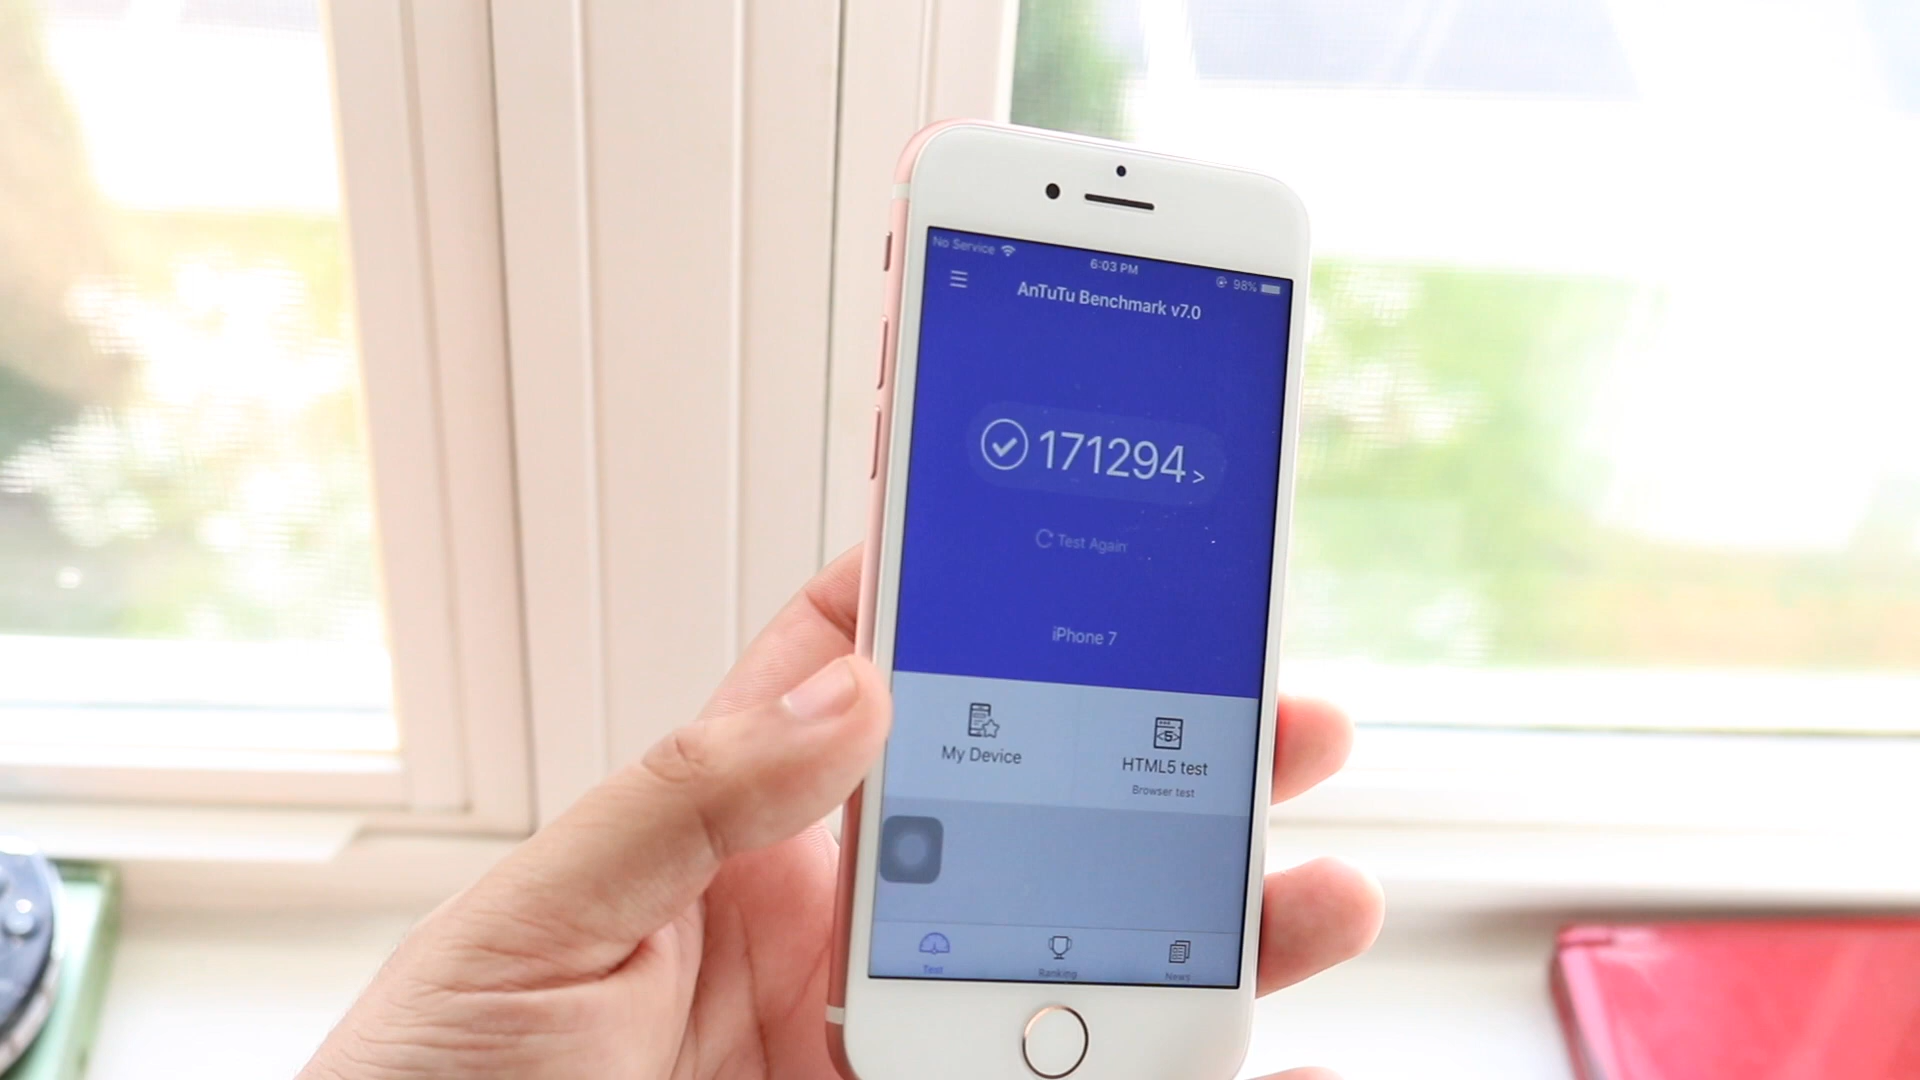 No Service
6:03 PM
98%
AnTuTu Benchmark v7.0
171294 >
Test Again
iPhone 7
My Device
HTML5 test
Browser test
5
Test
Ranking
News